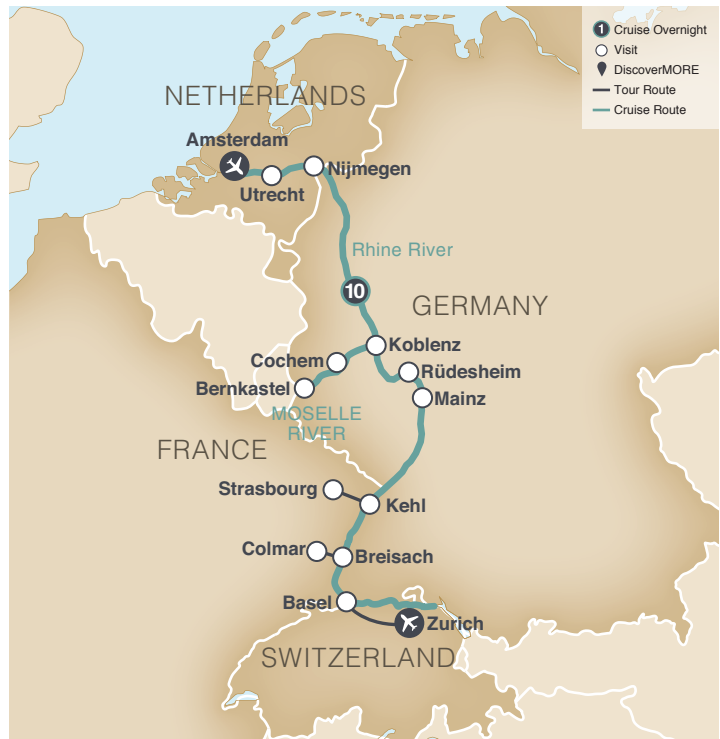 1 Cruise Overnight
Visit
DiscoverMORE
Tour Route
Cruise Route
NETHERLANDS
Amsterdam
Nijmegen
Utrecht
Rhine River
10
GERMANY
Koblenz
Cochem
Rüdesheim
Bernkastel
Mainz
MOSELLE
RIVER
FRANCE
Strasbourg
Kehl
Colmar
Breisach
Basel
Zurich
SWITZERLAND